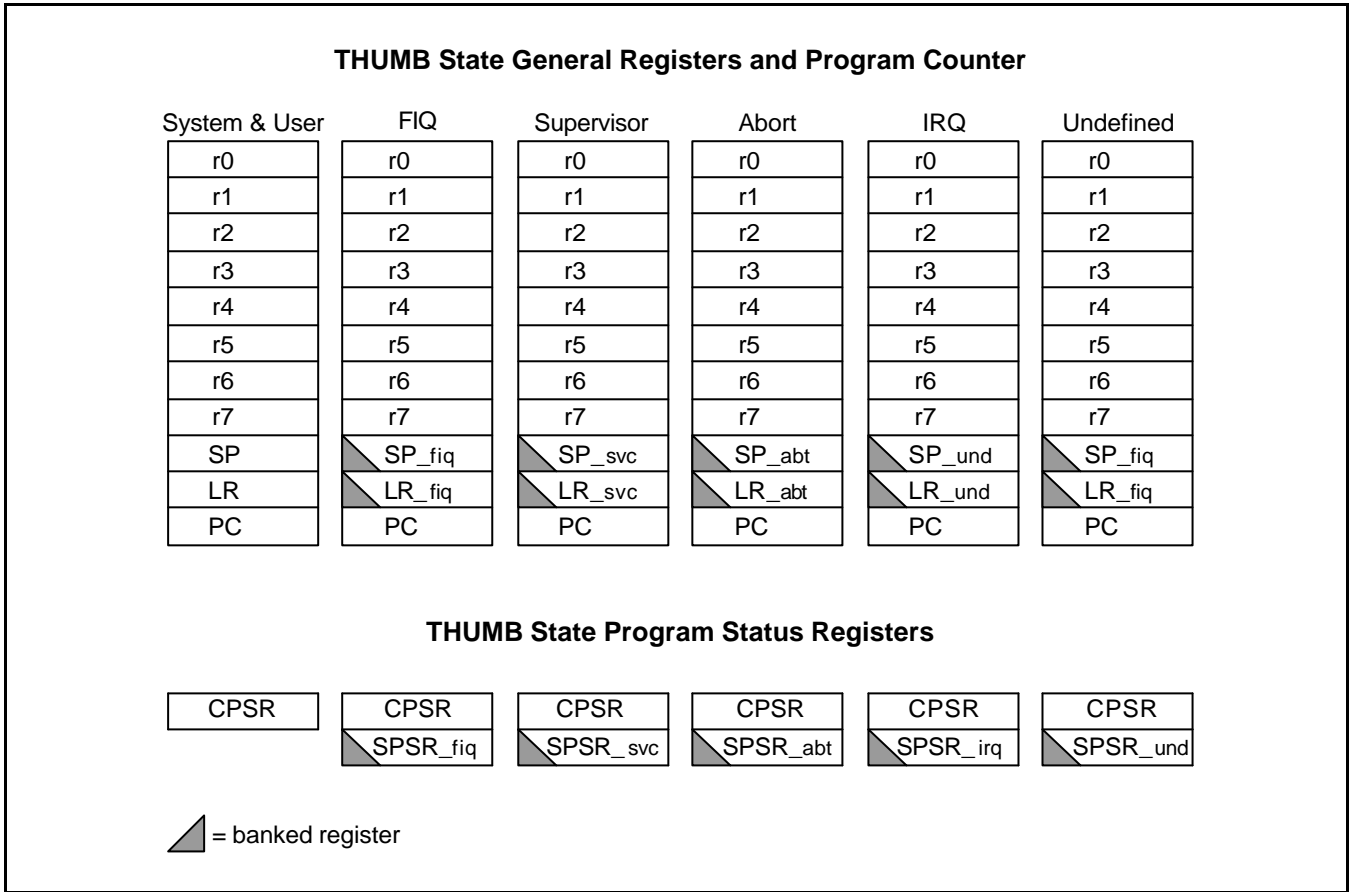 THUMB State General Registers and Program Counter
System & User FIQ Supervisor Abort IRQ Undefined
r0 r0 r0 r0 r0 r0
r1 r1 r1 r1 r1 r1
r2 r2 r2 r2 r2 r2
r3 r3 r3 r3 r3 r3
r4 r4 r4 r4 r4 r4
r5 r5 r5 r5 r5 r5
r6 r6 r6 r6 r6 r6
r7 r7 r7 r7 r7 r7
SP SP_fiq SP_svc SP_abt SP_und SP_fiq
LR LR_fiq LR_svc LR_abt LR_und LR_fiq
PC PC PC PC PC PC
THUMB State Program Status Registers
CPSR CPSR CPSR CPSR CPSR CPSR
SPSR_fiq SPSR_svc SPSR_abt SPSR_irq SPSR_und
= banked register